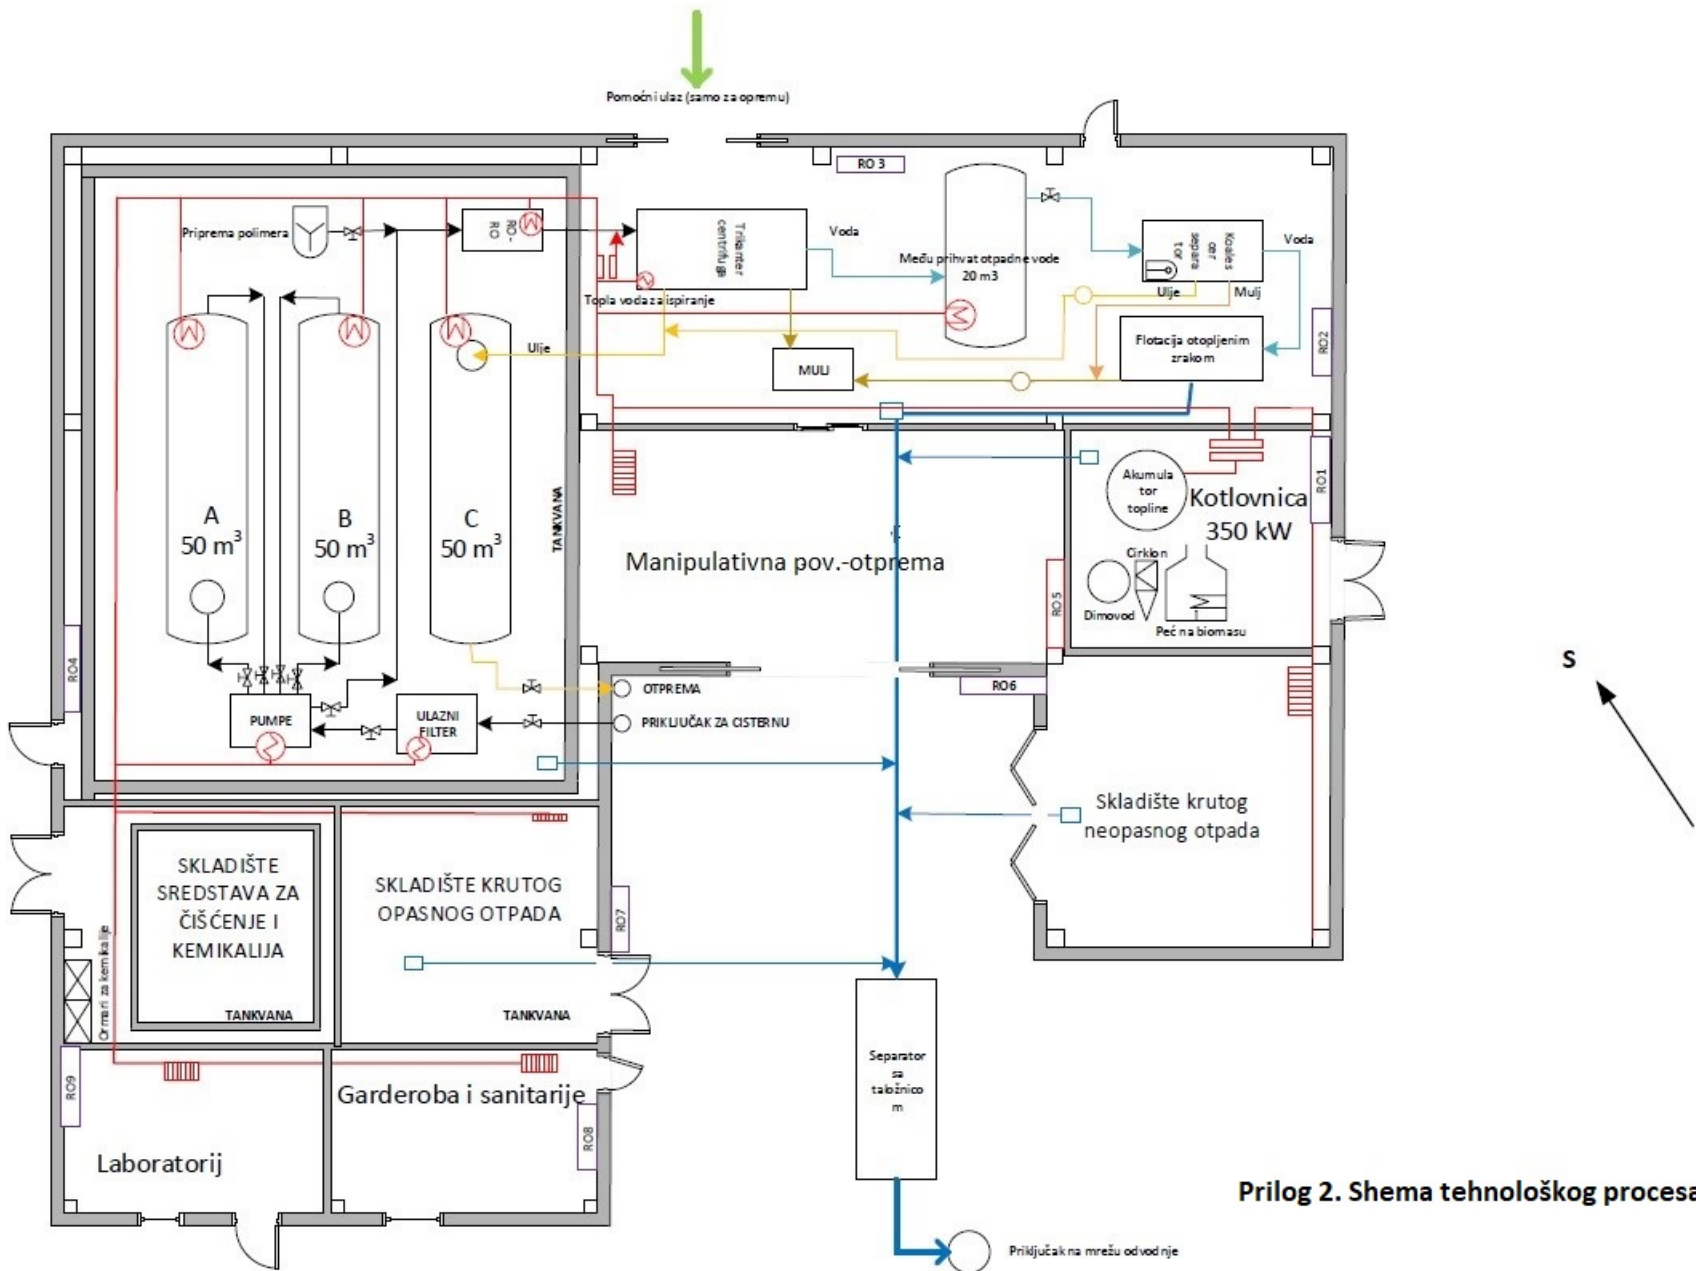 Pomoćni ulaz (samo za opremu)
RO 3
Priprema polimera
RO-
RO
Trikanter
centrifuga
Voda
Među prihvat otpadne vode
20 m3
Koales
cer
separa
tor
Voda
Ulje
Mulj
Topla voda za ispiranje
Ulje
MULJ
Flotacija otopljenim
zrakom
RO2
A
50 m³
B
50 m³
C
50 m³
TANKVANA
Manipulativna pov.-otprema
Akumula
tor
topline
Kotlovnica
350 kW
RO1
Cirklon
Dimovod
Peć na biomasu
RO5
RO4
RO6
OTPREMA
PRIKLJUČAK ZA CISTERNU
PUMPE
ULAZNI
FILTER
S
Skladište krutog
neopasnog otpada
SKLADIŠTE
SREDSTAVA ZA
ČIŠĆENJE I
KEMIKALIJA
TANKVANA
Ormari za kemikalije
SKLADIŠTE KRUTOG
OPASNOG OTPADA
TANKVANA
RO7
Separator
sa
taložnico
m
RO9
Garderoba i sanitarije
RO8
Laboratorij
Prilog 2. Shema tehnološkog procesa
Priključak na mrežu odvodnje